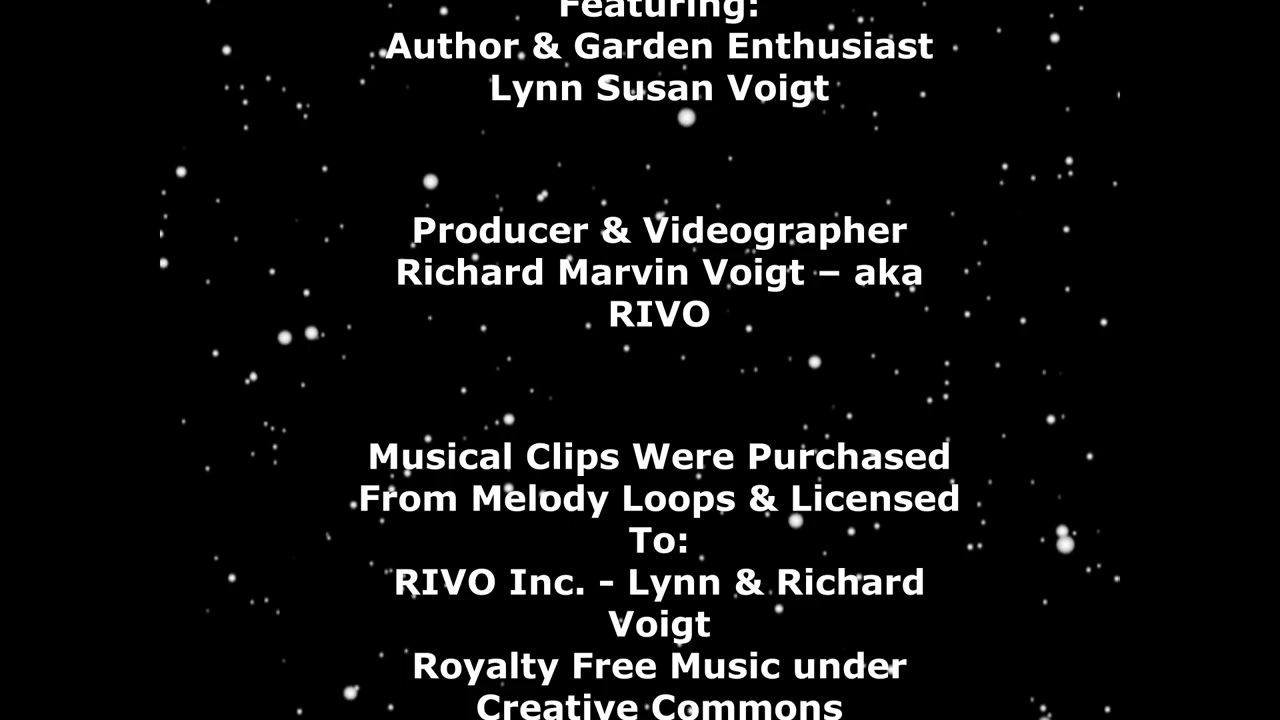 Featuring:
Author & Garden Enthusiast
Lynn Susan Voigt
Producer & Videographer
Richard Marvin Voigt – aka
RIVO
Musical Clips Were Purchased
From Melody Loops & Licensed
To:
RIVO Inc. - Lynn & Richard
Voigt
Royalty Free Music under
Creative Commons